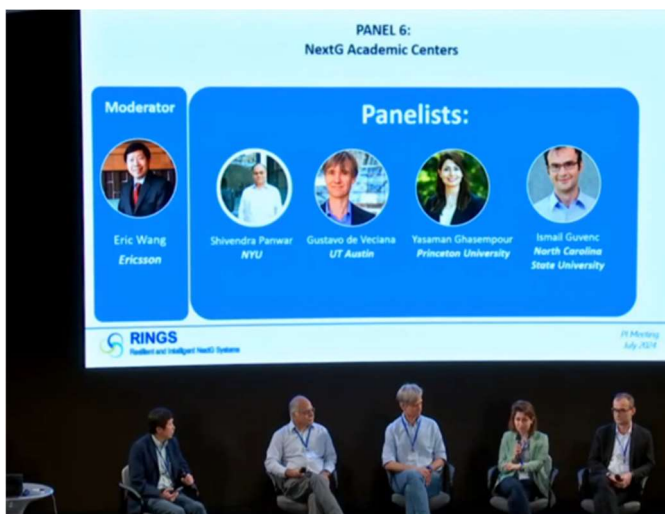 PANEL 6:
NextG Academic Centers
Moderator
Panelists:
Eric Wang
Ericsson
Shivendra Panwar
NYU
Gustavo de Veciana
UT Austin
Yasaman Ghasempour
Princeton University
Ismail Guvenc
North Carolina
State University
RINGS
Resilient and Intelligent NextG Systems
PI Meeting
July 2024